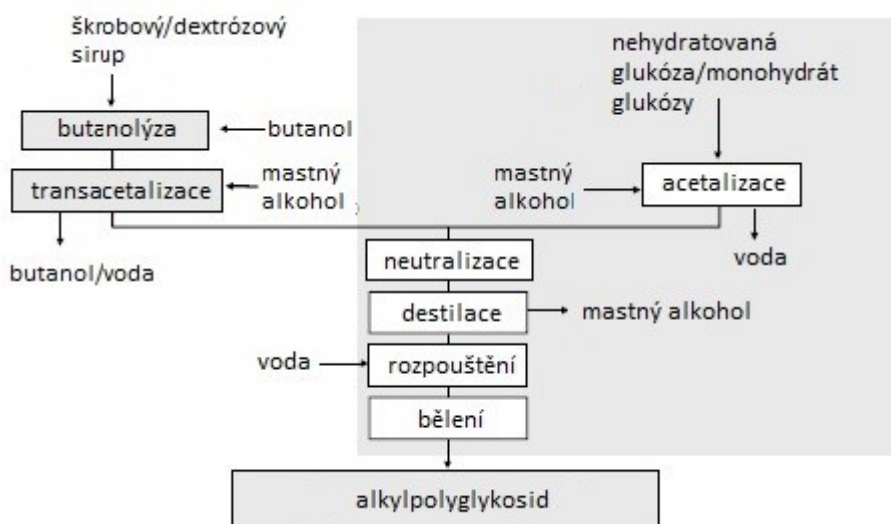 škrobový/dextrózový
sirup
butanolýza
butanol
transacetalizace
mastný
alkohol
butanol/voda
nehydratovaná
glukóza/monohydrát
glukózy
mastný
alkohol
acetalizace
voda
neutralizace
destilace
mastný alkohol
voda
rozpouštění
bělení
alkylpolyglykosid